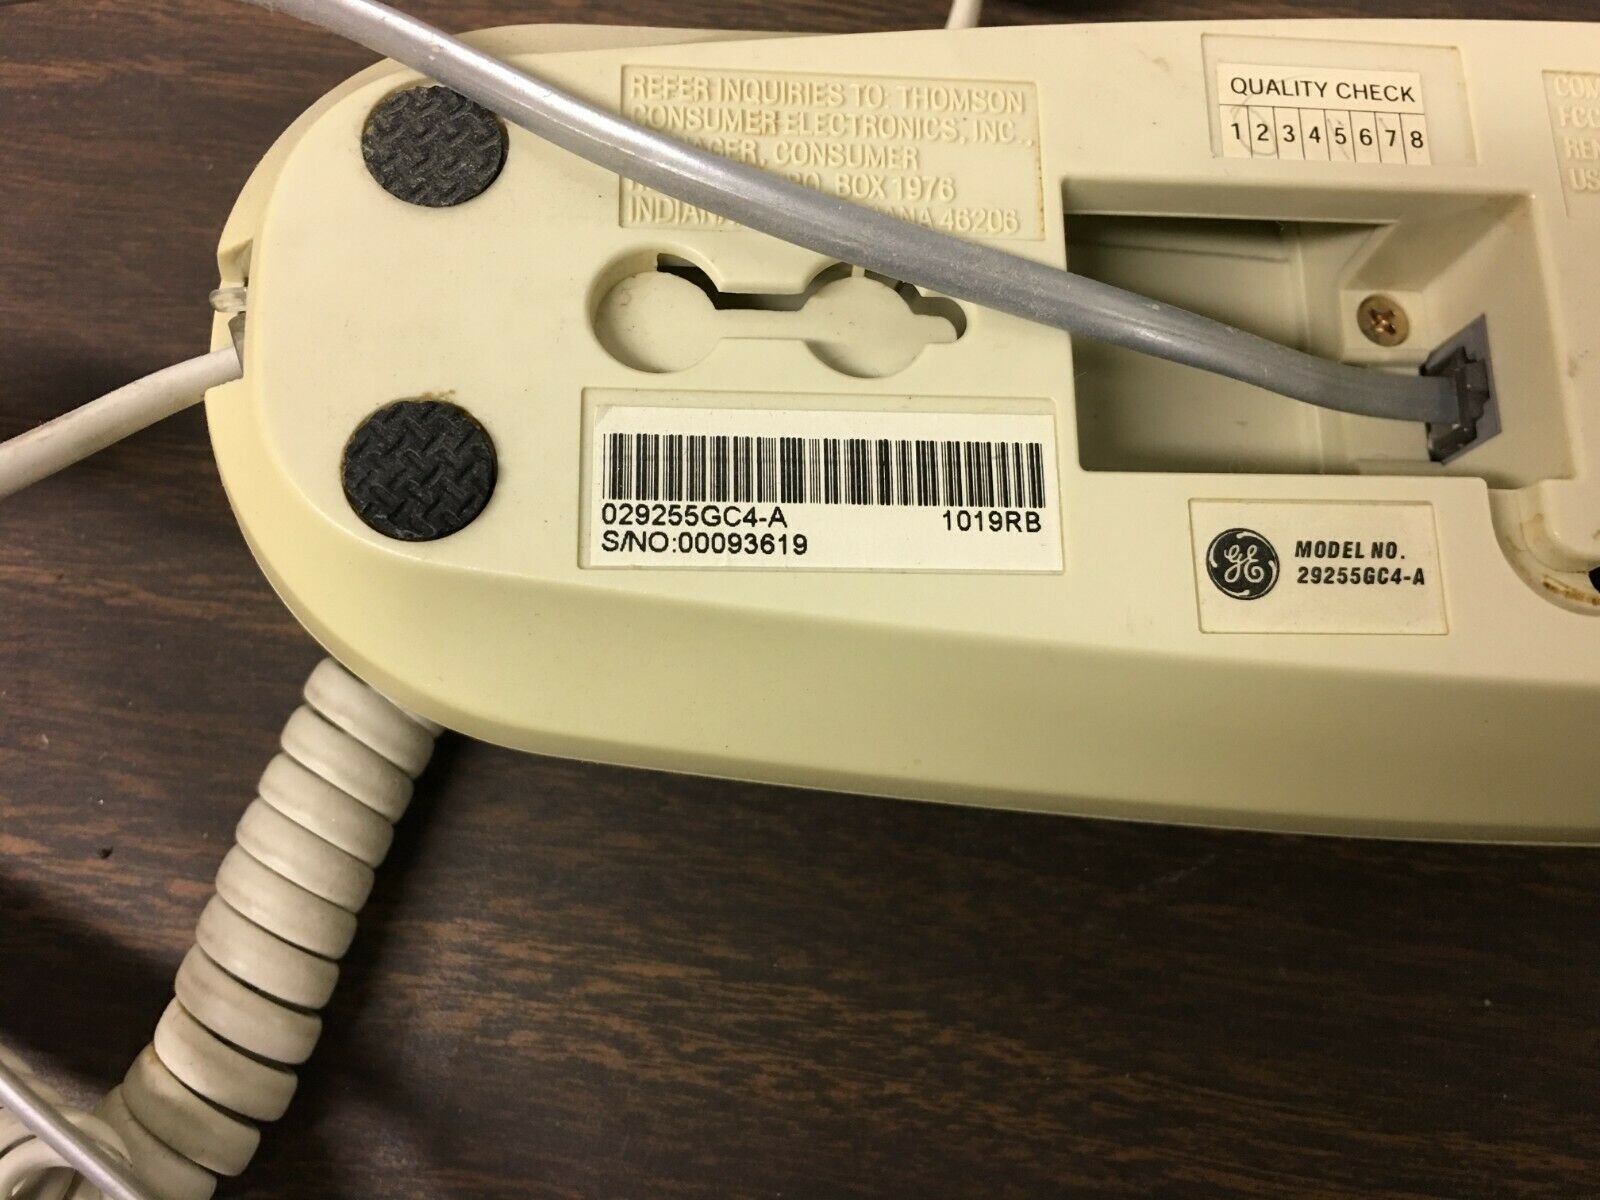 REFER INQUIRIES TO: THOMSON
CONSUMER ELECTRONICS, INC.,
CONSUMER
BOX 1976
46206
QUALITY CHECK
1 2 3 4 5 6 7 8
029255GC4-A 1019RB
S/NO:00093619
GE
MODEL NO.
29255GC4-A